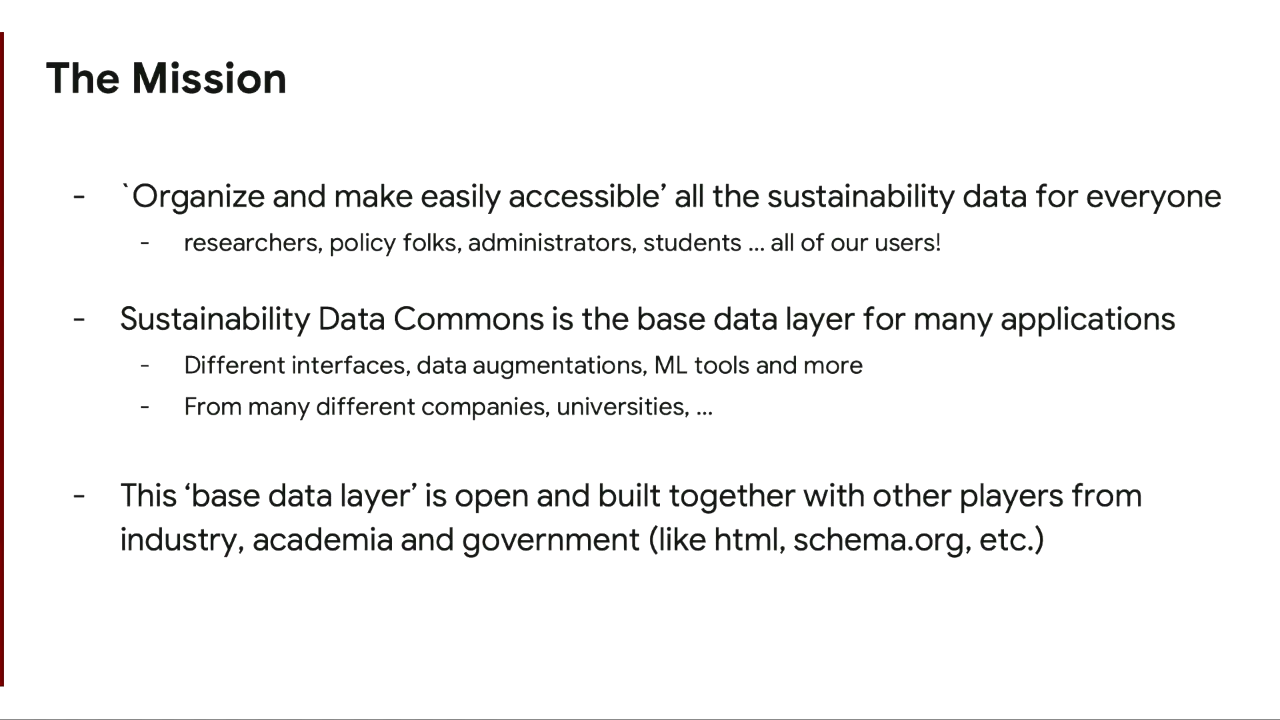 The Mission
- `Organize and make easily accessible’ all the sustainability data for everyone
- researchers, policy folks, administrators, students ... all of our users!
- Sustainability Data Commons is the base data layer for many applications
- Different interfaces, data augmentations, ML tools and more
- From many different companies, universities, ...
- This ‘base data layer’ is open and built together with other players from
industry, academia and government (like html, schema.org, etc.)